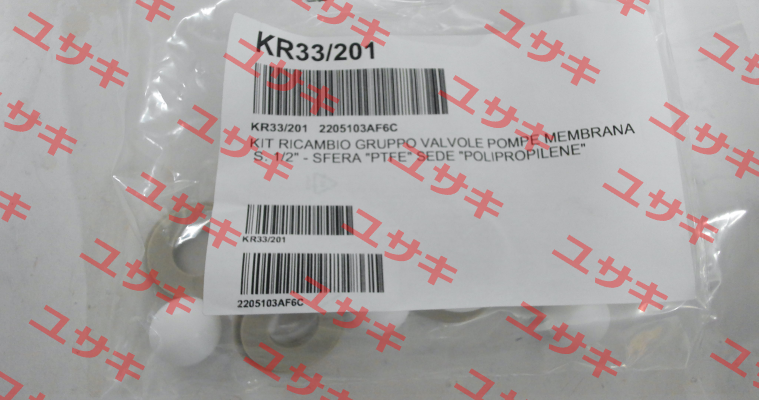 KR33/201
KR33/201 2205103AF6C
KIT RICAMBIO GRUPPO VALVOLE POMPE MEMBRANA
S. 1/2" - SFERA "PTFE" SEDE "POLIPROPILENE"
KR33/201
2205103AF6C
ユサキ